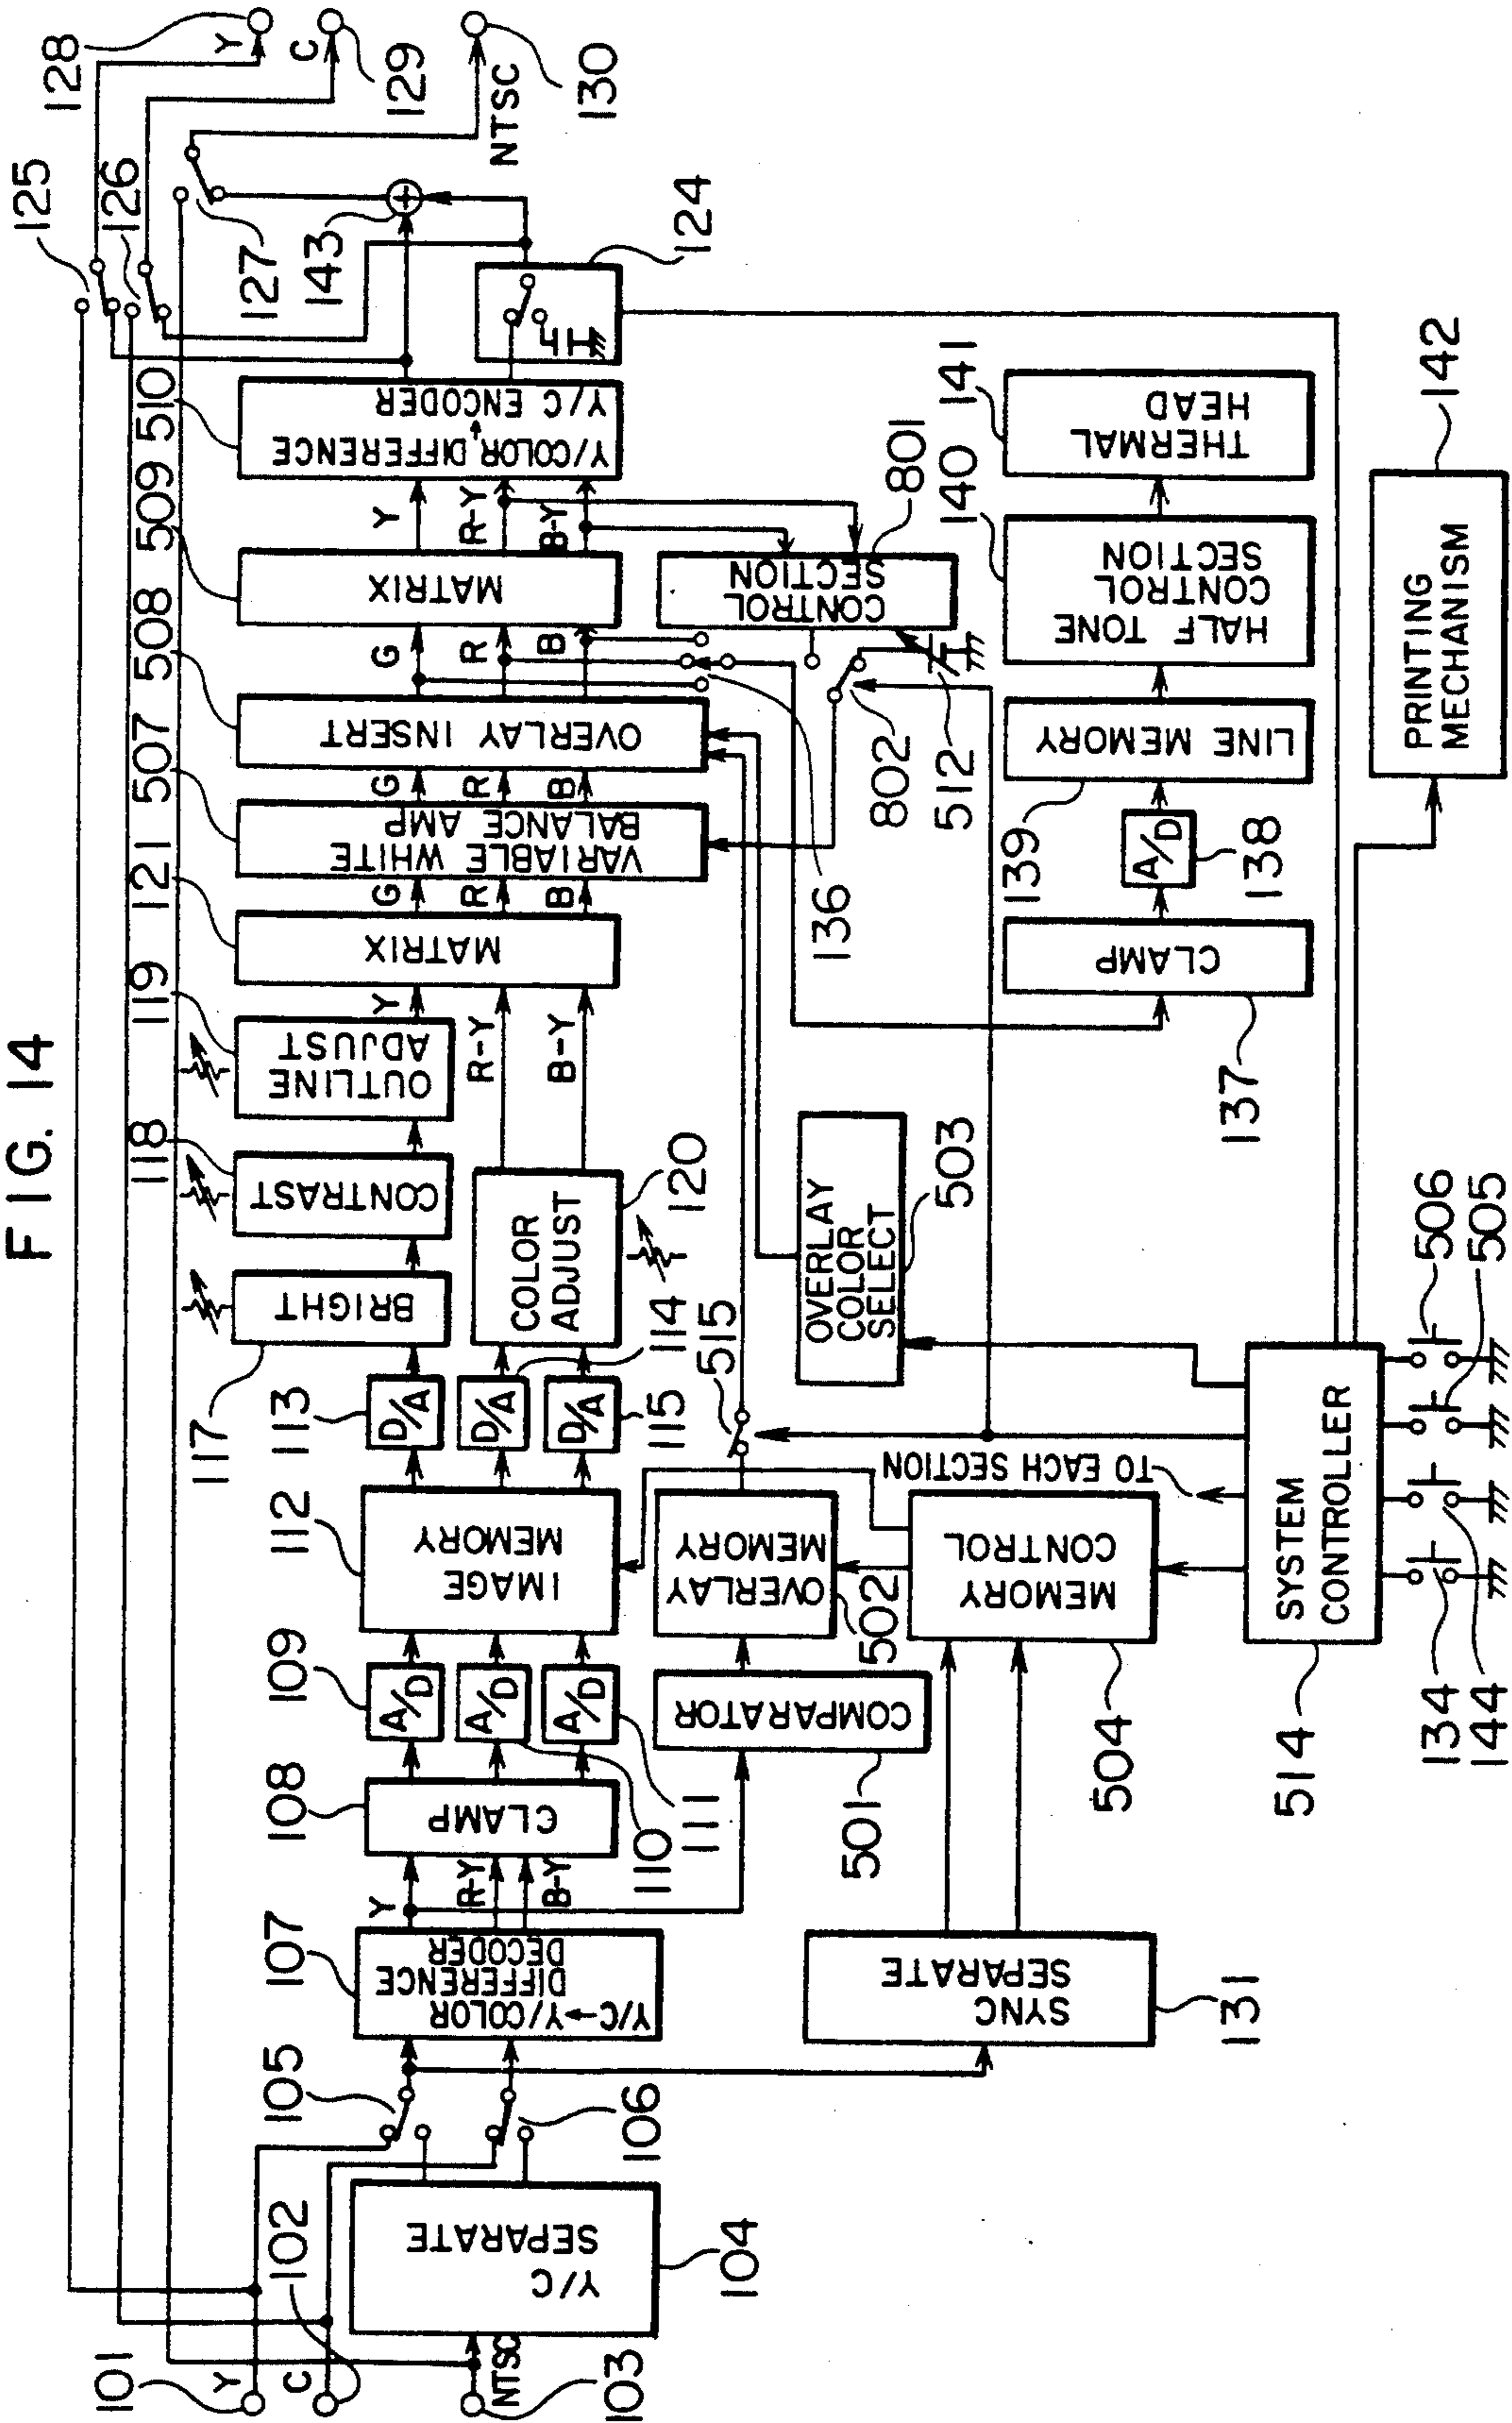 FIG. 14
101
Y
102
C
103
NTSC
Y/C
SEPARATE
104
105
106
107
Y/C→Y/COLOR
DIFFERENCE
DECODER
Y
R-Y
B-Y
108
CLAMP
109
A/D
110
A/D
111
A/D
112
IMAGE
MEMORY
113
D/A
114
D/A
115
D/A
117
BRIGHT
118
CONTRAST
119
OUTLINE
ADJUST
Y
COLOR
ADJUST
120
R-Y
B-Y
121
MATRIX
G
R
B
507
VARIABLE WHITE
BALANCE AMP
G
R
B
508
OVERLAY INSERT
G
R
B
509
MATRIX
Y
R-Y
B-Y
510
Y/COLOR DIFFERENCE
→
Y/C ENCODER
124
125
126
127
143
128
Y
129
C
130
NTSC
131
SYNC
SEPARATE
501
COMPARATOR
502
OVERLAY
MEMORY
504
MEMORY
CONTROL
515
503
OVERLAY
COLOR
SELECT
TO EACH SECTION
514
SYSTEM
CONTROLLER
134
144
505
506
136
802
512
801
CONTROL
SECTION
137
CLAMP
138
A/D
139
LINE MEMORY
140
HALF TONE
CONTROL
SECTION
141
THERMAL
HEAD
142
PRINTING
MECHANISM